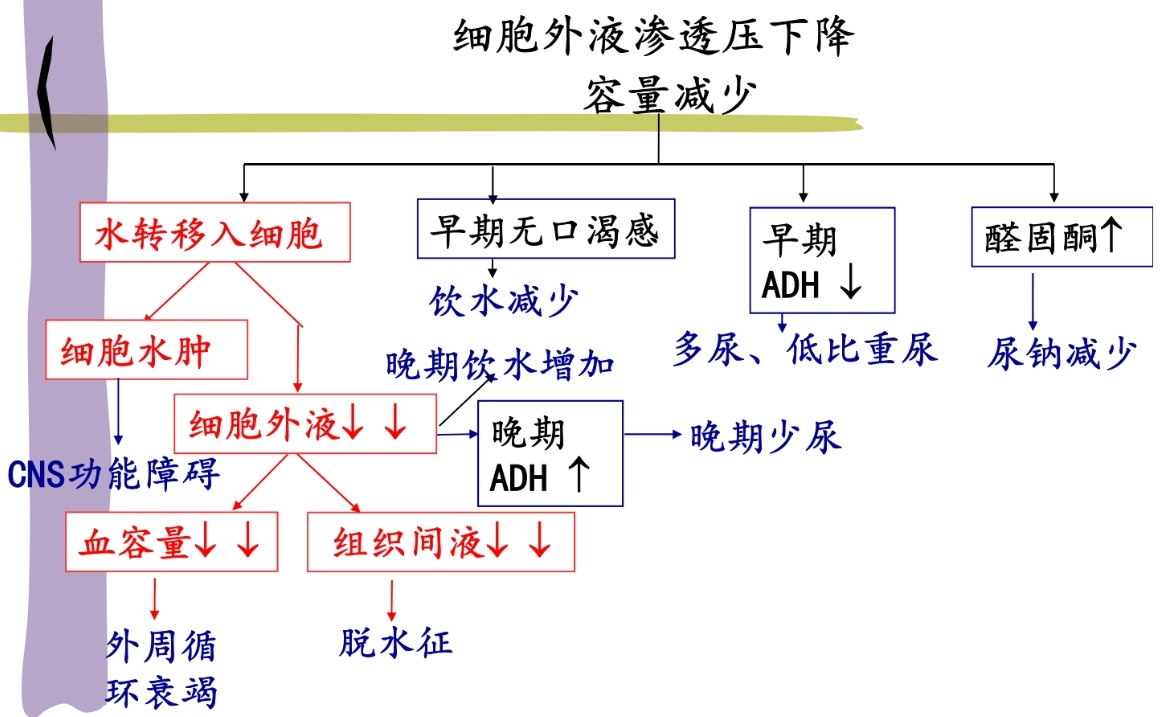 细胞外液渗透压下降
容量减少
水转移入细胞
早期无口渴感
早期
ADH ↓
醛固酮↑
饮水减少
多尿、低比重尿
尿钠减少
细胞水肿
晚期饮水增加
细胞外液↓ ↓
晚期
ADH ↑
晚期少尿
CNS功能障碍
血容量↓ ↓
组织间液↓ ↓
外周循
环衰竭
脱水征